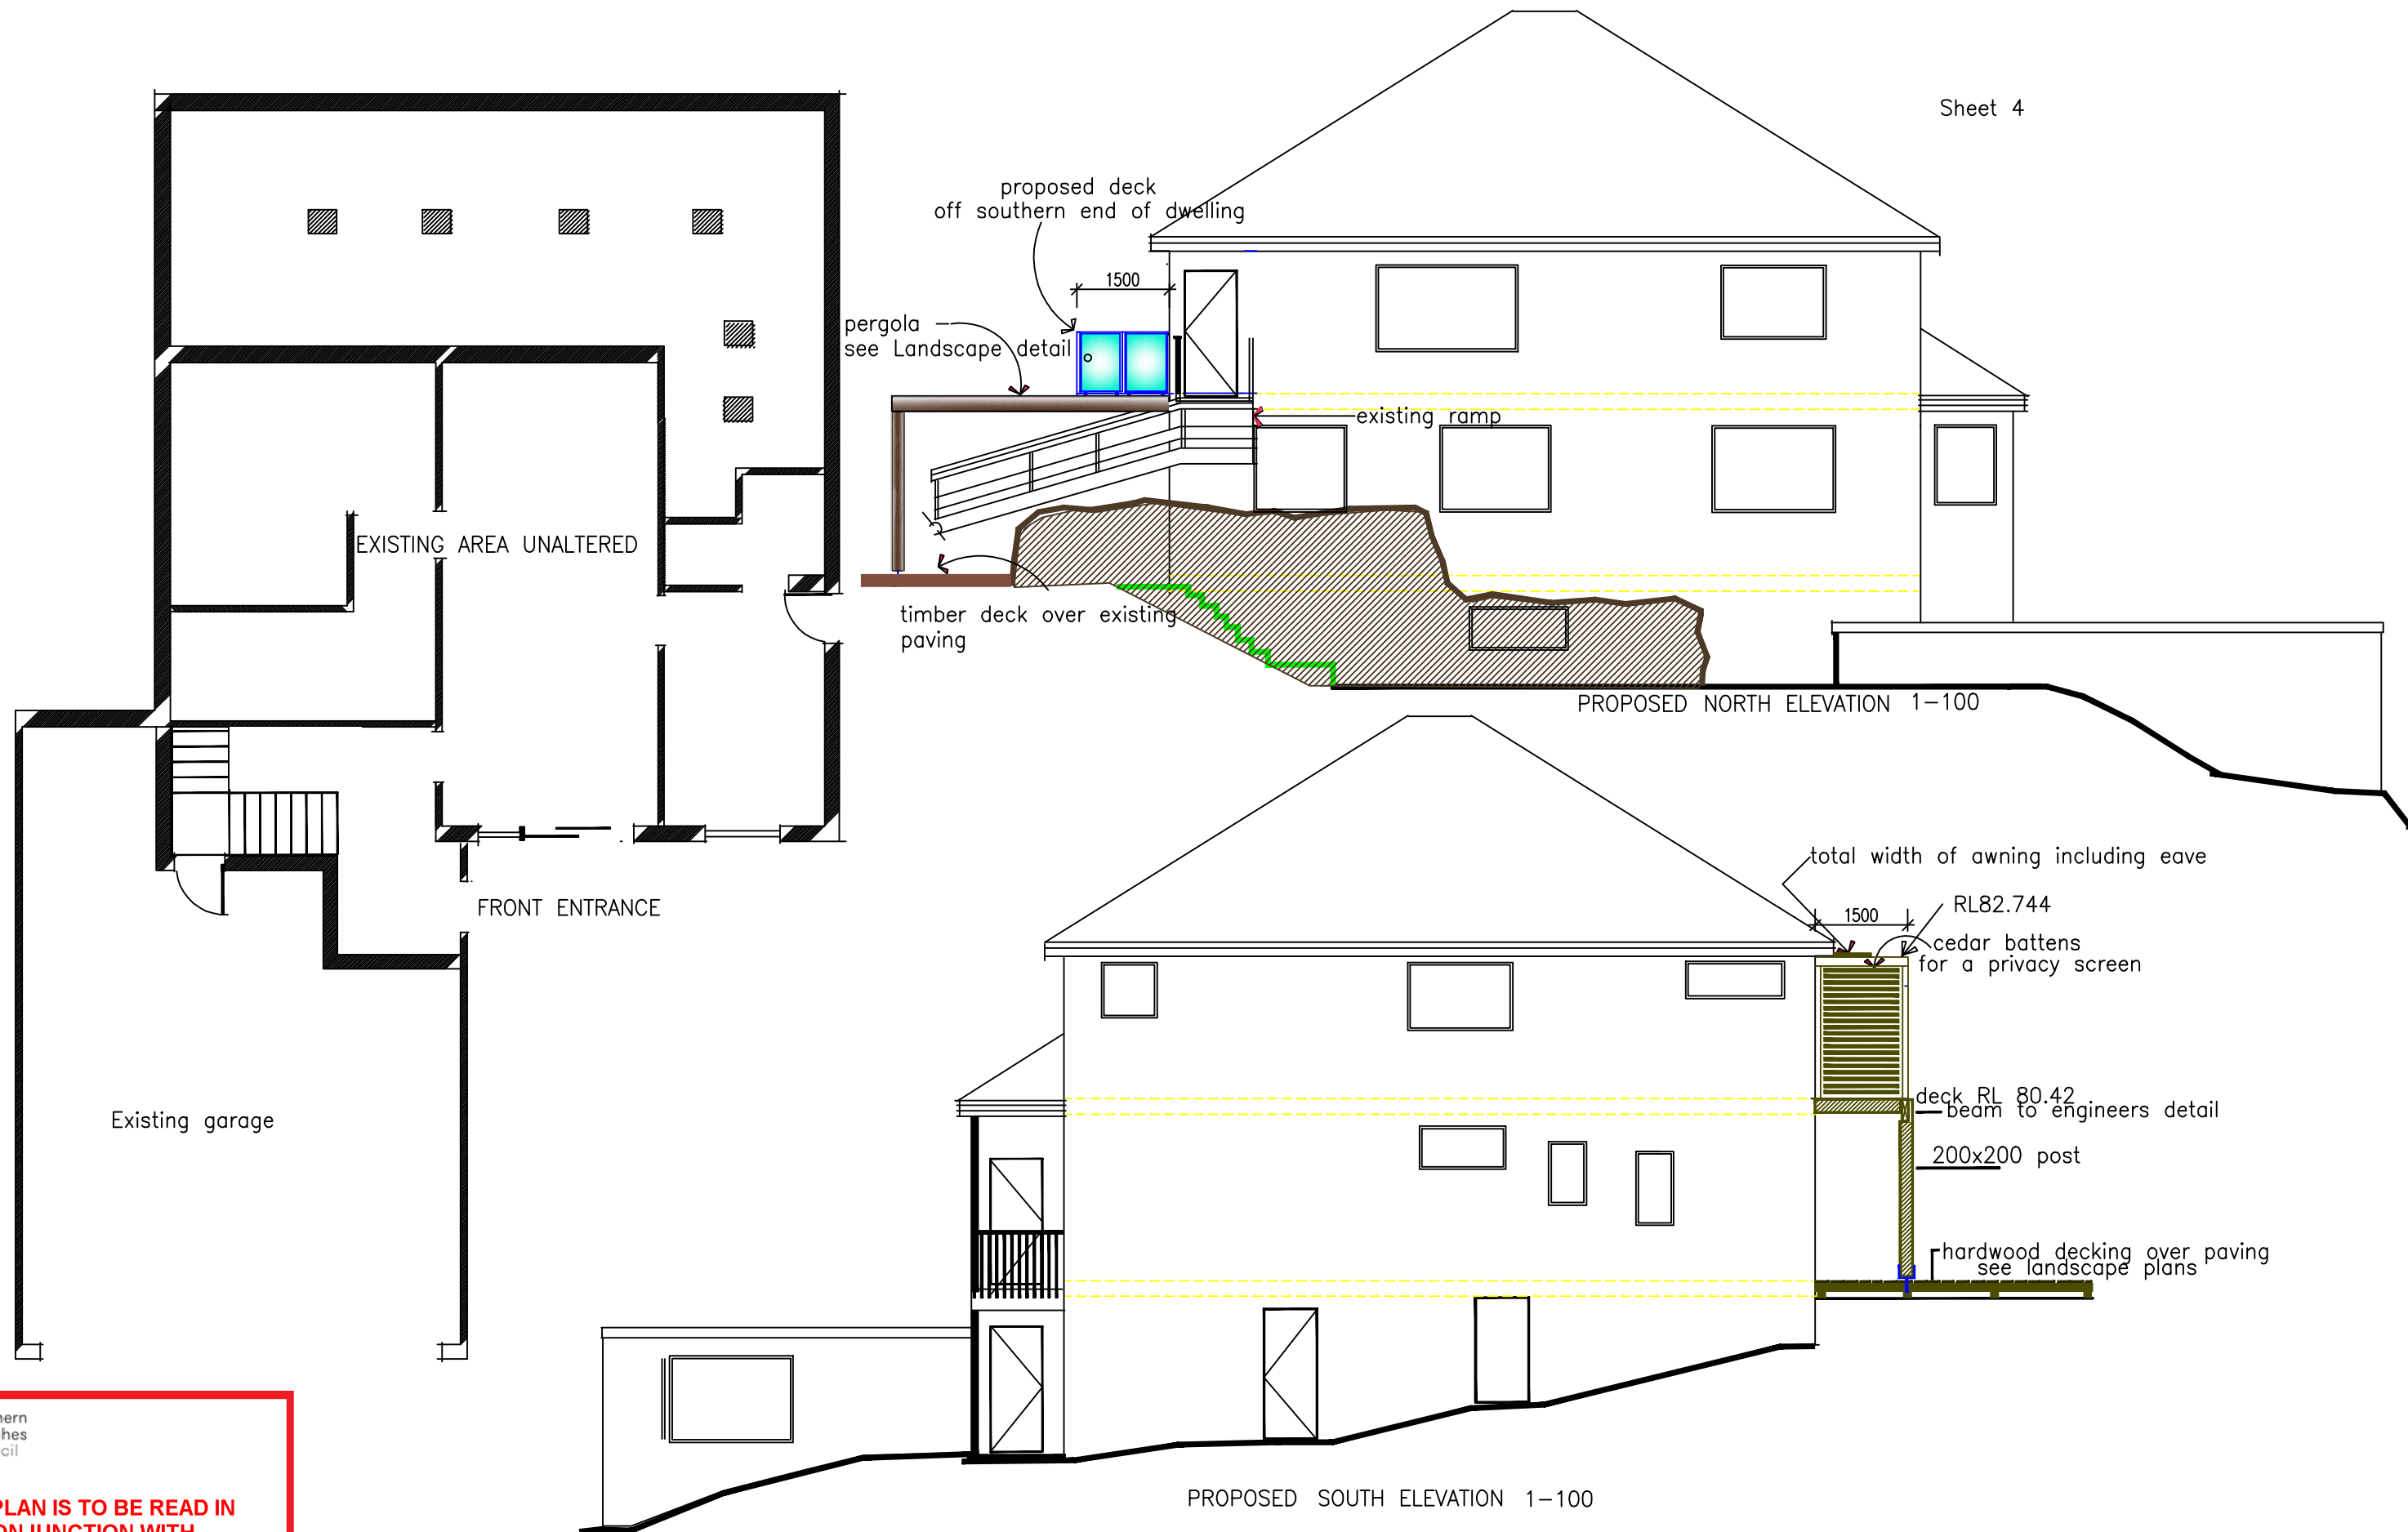 Sheet 4
proposed deck
off southern end of dwelling
1500
pergola
see Landscape detail
existing ramp
timber deck over existing
paving
PROPOSED NORTH ELEVATION 1-100
EXISTING AREA UNALTERED
FRONT ENTRANCE
Existing garage
total width of awning including eave
1500
RL82.744
cedar battens
for a privacy screen
deck RL 80.42
beam to engineers detail
200x200 post
hardwood decking over paving
see landscape plans
PROPOSED SOUTH ELEVATION 1-100
PLAN IS TO BE READ IN